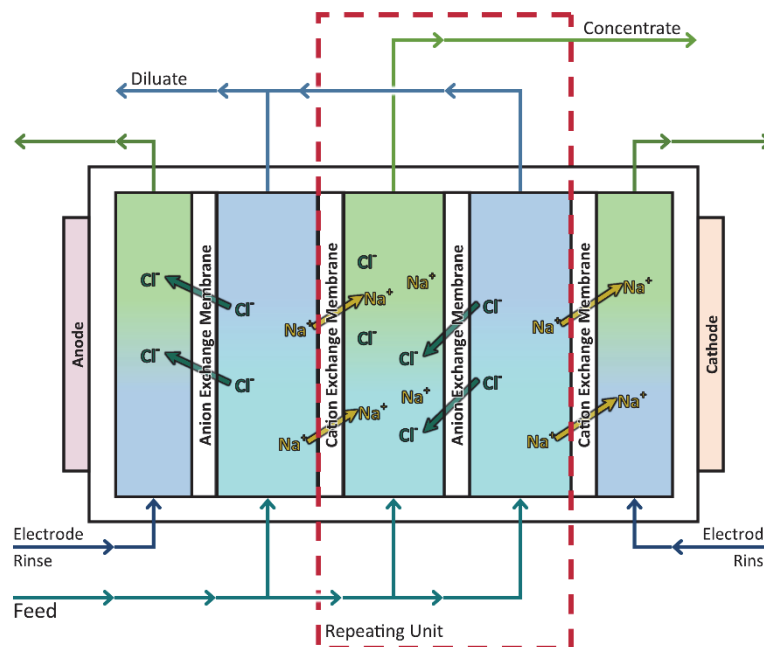 Concentrate
Diluate
Anode
Anion Exchange Membrane
Cation Exchange Membrane
Anion Exchange Membrane
Cation Exchange Membrane
Cathode
Cl⁻
Cl⁻
Cl⁻
Cl⁻
Na⁺
Na⁺
Cl⁻
Na⁺
Na⁺
Cl⁻
Cl⁻
Na⁺
Na⁺
Cl⁻
Cl⁻
Cl⁻
Na⁺
Na⁺
Na⁺
Na⁺
Electrode
Rinse
Electrod
Rins
Feed
Repeating Unit